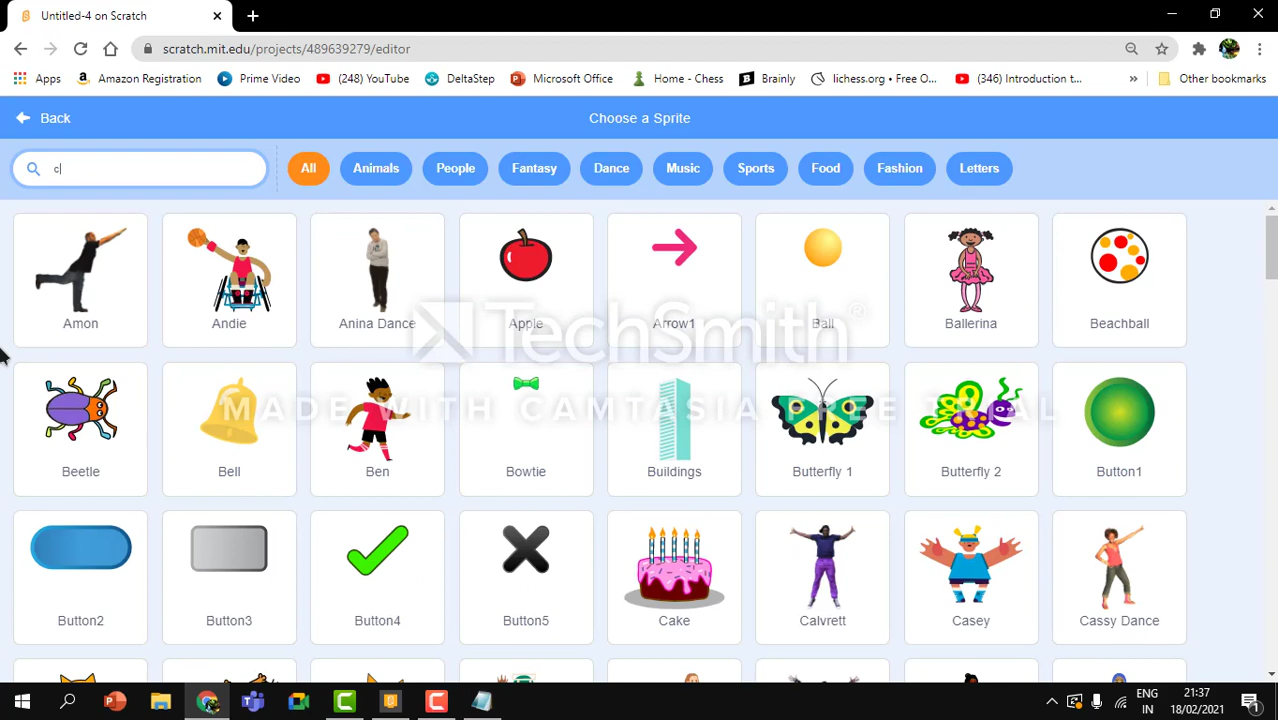 Untitled-4 on Scratch
scratch.mit.edu/projects/489639279/editor
Apps Amazon Registration Prime Video (248) YouTube DeltaStep Microsoft Office Home - Chess Brainly lichess.org • Free O... (346) Introduction t... » Other bookmarks
Back Choose a Sprite
c All Animals People Fantasy Dance Music Sports Food Fashion Letters
Amon Andie Anina Dance Apple Arrow1 Ball Ballerina Beachball
TechSmith®
MADE WITH CAMTASIA FREE TRIAL
Beetle Bell Ben Bowtie Buildings Butterfly 1 Butterfly 2 Button1
Button2 Button3 Button4 Button5 Cake Calvrett Casey Cassy Dance
ENG 21:37
IN 18/02/2021 1